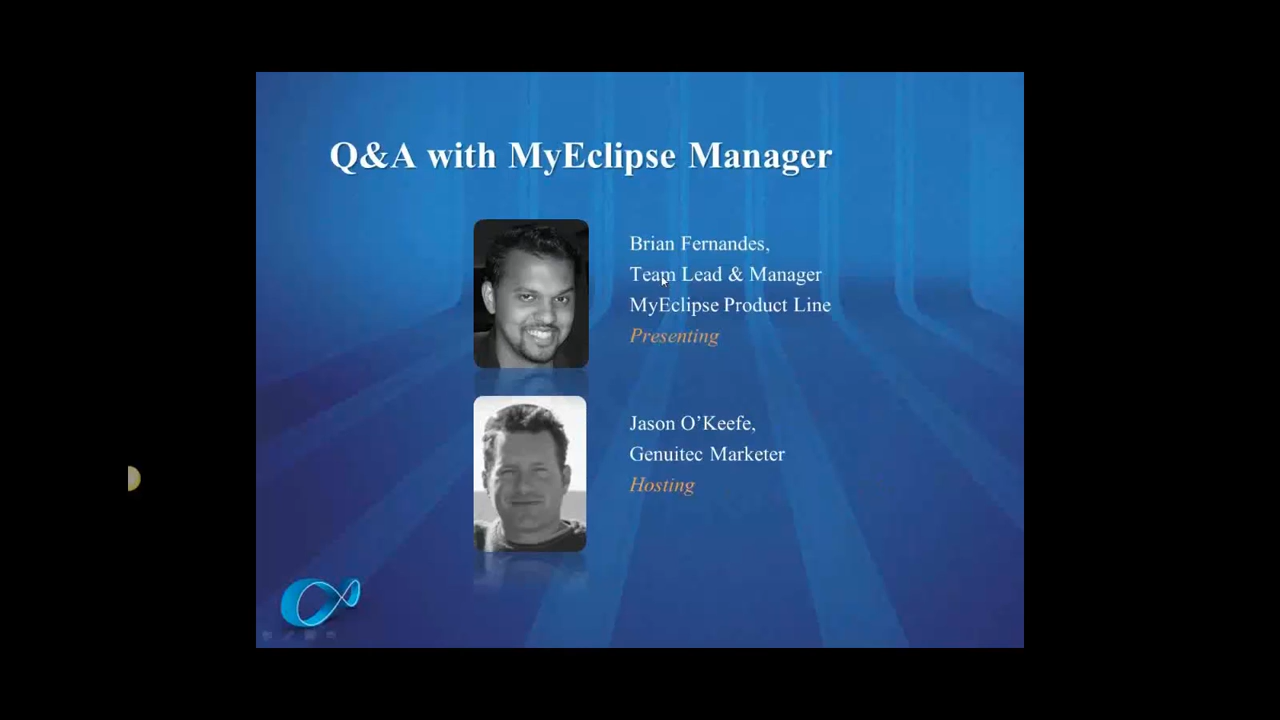 Q&A with MyEclipse Manager
Brian Fernandes,
Team Lead & Manager
MyEclipse Product Line
Presenting
Jason O’Keefe,
Genuitec Marketer
Hosting